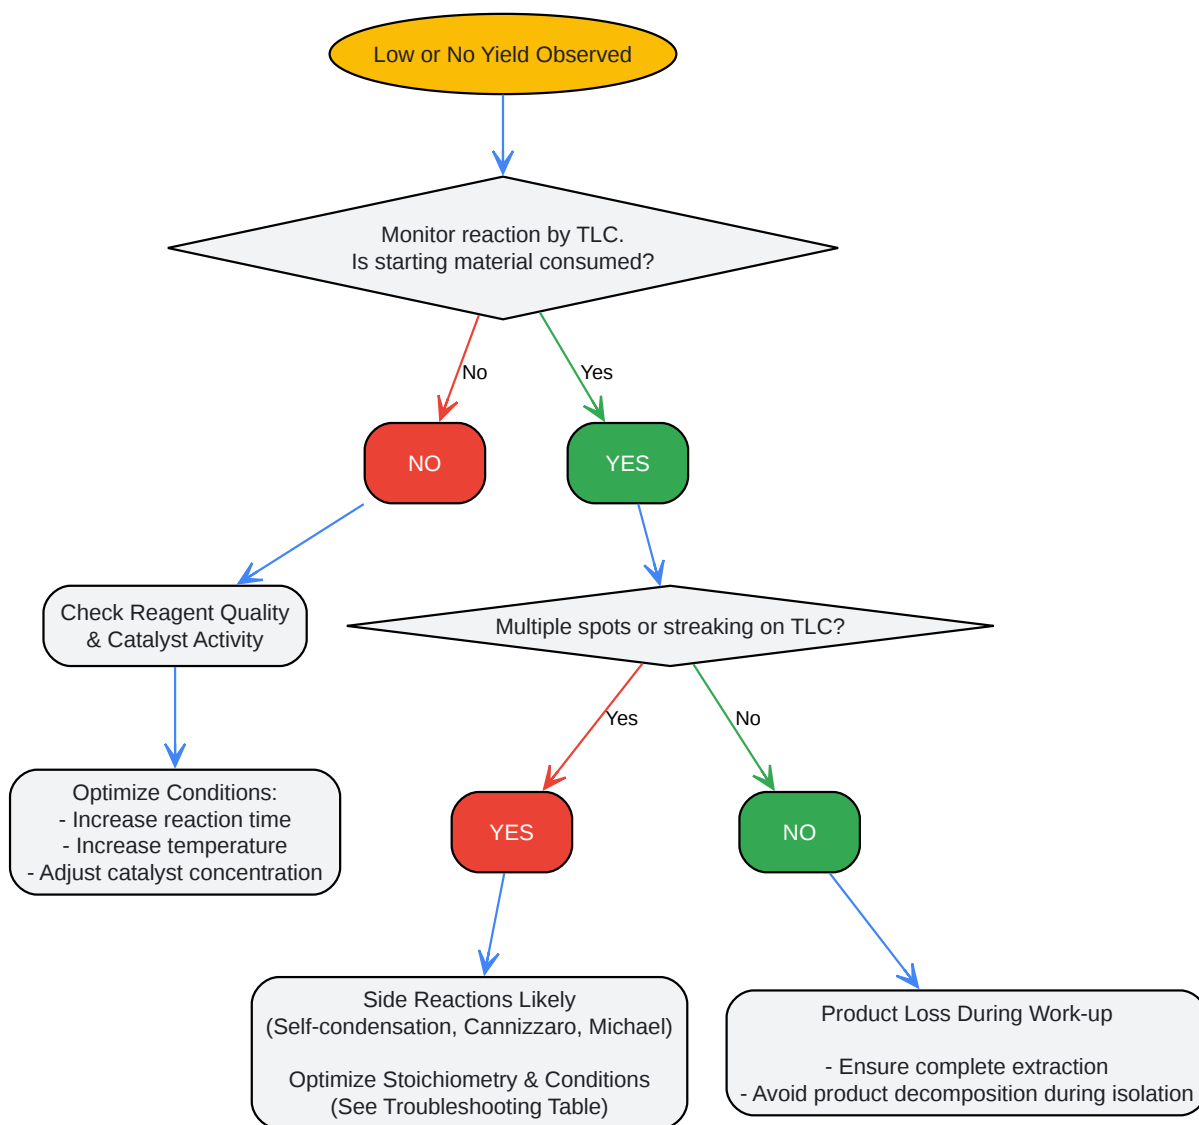 Low or No Yield Observed
Monitor reaction by TLC.
Is starting material consumed?
No
Yes
NO
YES
Check Reagent Quality
& Catalyst Activity
Multiple spots or streaking on TLC?
Yes
No
Optimize Conditions:
- Increase reaction time
- Increase temperature
- Adjust catalyst concentration
YES
NO
Side Reactions Likely
(Self-condensation, Cannizzaro, Michael)
Optimize Stoichiometry & Conditions
(See Troubleshooting Table)
Product Loss During Work-up
- Ensure complete extraction
- Avoid product decomposition during isolation